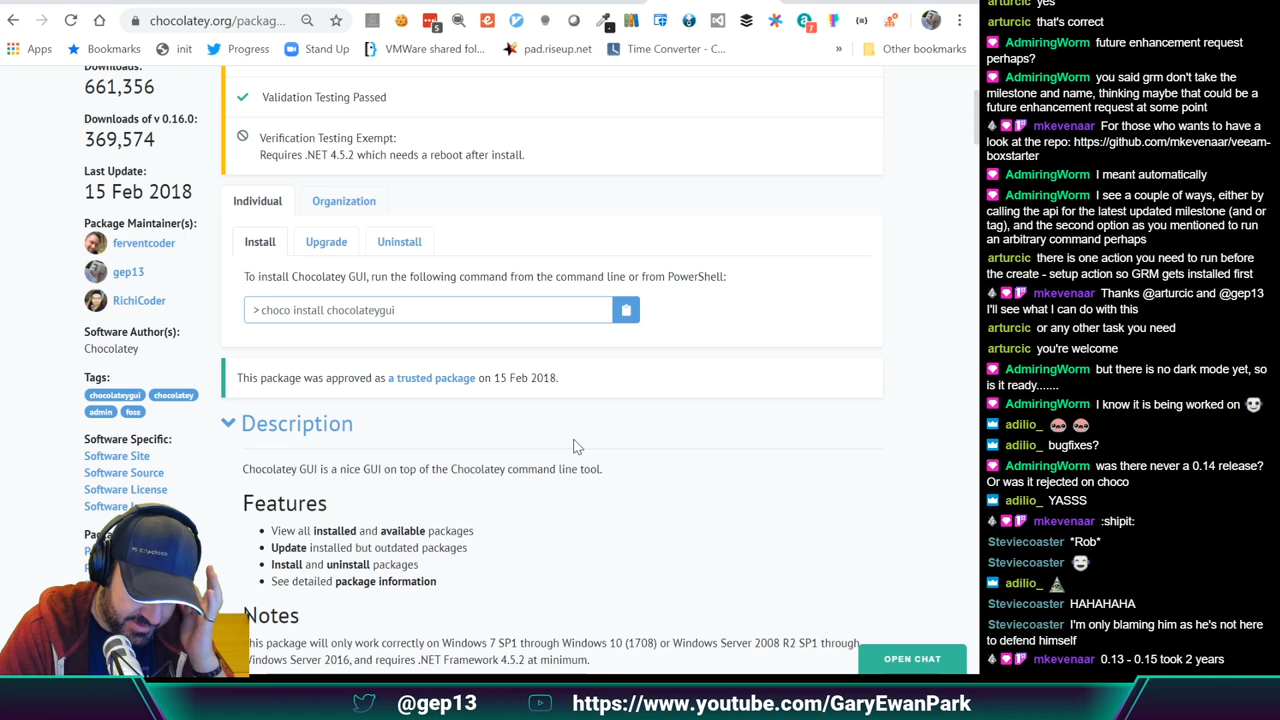 chocolatey.org/packag...
5
7
Apps
Bookmarks
init
Progress
Stand Up
VMWare shared fol...
pad.riseup.net
Time Converter - C...
»
Other bookmarks
Downloads:
661,356
Downloads of v 0.16.0:
369,574
Last Update:
15 Feb 2018
Package Maintainer(s):
ferventcoder
gep13
RichiCoder
Software Author(s):
Chocolatey
Tags:
chocolateygui
chocolatey
admin
foss
Software Specific:
Software Site
Software Source
Software License
Validation Testing Passed
Verification Testing Exempt:
Requires .NET 4.5.2 which needs a reboot after install.
Individual
Organization
Install
Upgrade
Uninstall
To install Chocolatey GUI, run the following command from the command line or from PowerShell:
> choco install chocolateygui
This package was approved as a trusted package on 15 Feb 2018.
Description
Chocolatey GUI is a nice GUI on top of the Chocolatey command line tool.
Features
• View all installed and available packages
• Update installed but outdated packages
• Install and uninstall packages
• See detailed package information
Notes
This package will only work correctly on Windows 7 SP1 through Windows 10 (1708) or Windows Server 2008 R2 SP1 through
Windows Server 2016, and requires .NET Framework 4.5.2 at minimum.
OPEN CHAT
arturcic yes
arturcic that's correct
AdmiringWorm future enhancement request
perhaps?
AdmiringWorm you said grm don't take the
milestone and name, thinking maybe that could be a
future enhancement request at some point
mkevenaar For those who wants to have a
look at the repo: https://github.com/mkevenaar/veeam-
boxstarter
AdmiringWorm I meant automatically
AdmiringWorm I see a couple of ways, either by
calling the api for the latest updated milestone (and or
tag), and the second option as you mentioned to run
an arbitrary command perhaps
arturcic there is one action you need to run before
the create - setup action so GRM gets installed first
mkevenaar Thanks @arturcic and @gep13
I'll see what I can do with this
arturcic or any other task you need
arturcic you're welcome
AdmiringWorm but there is no dark mode yet, so
is it ready.......
AdmiringWorm I know it is being worked on
adilio_
adilio_ bugfixes?
AdmiringWorm was there never a 0.14 release?
Or was it rejected on choco
adilio_ YASSS
mkevenaar :shipit:
Steviecoaster *Rob*
Steviecoaster
adilio_
Steviecoaster HAHAHAHA
Steviecoaster I'm only blaming him as he's not here
to defend himself
mkevenaar 0.13 - 0.15 took 2 years
@gep13
https://www.youtube.com/GaryEwanPark